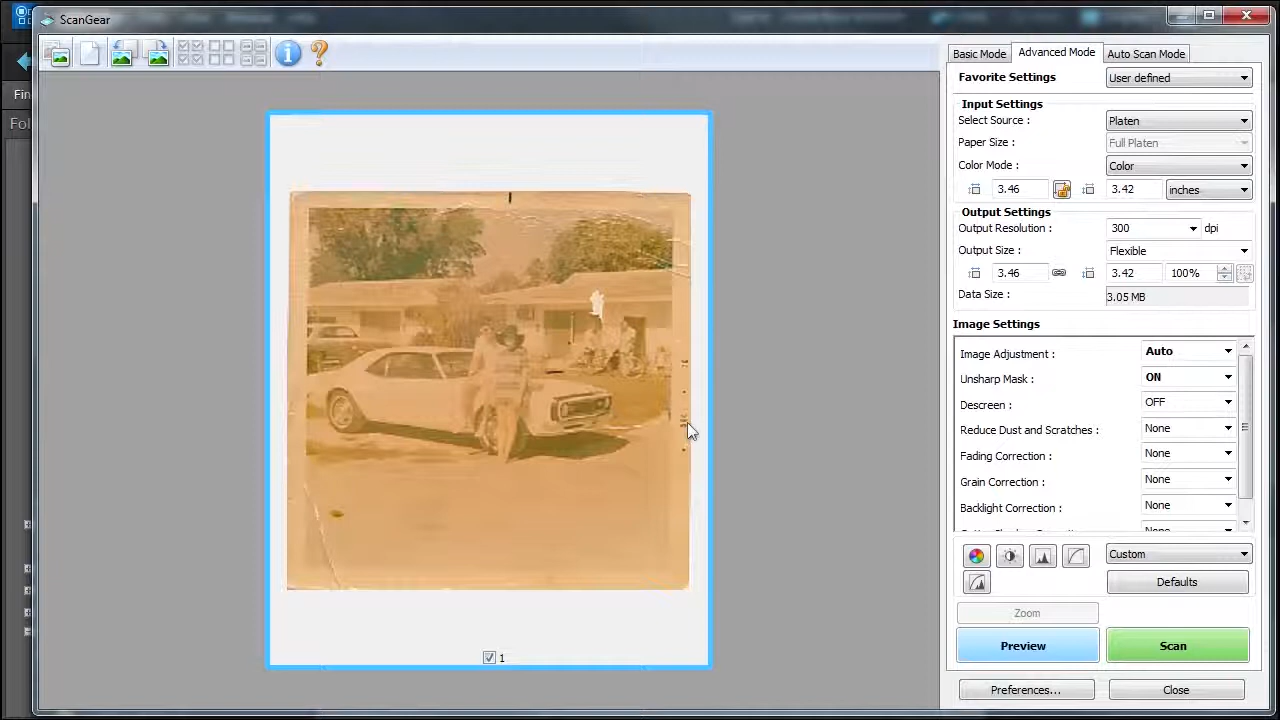 ScanGear
Fin
Fol
Basic Mode Advanced Mode Auto Scan Mode
Favorite Settings User defined
Input Settings
Select Source : Platen
Paper Size : Full Platen
Color Mode : Color
3.46 3.42 inches
Output Settings
Output Resolution : 300 dpi
Output Size : Flexible
3.46 3.42 100%
Data Size : 3.05 MB
Image Settings
Image Adjustment : Auto
Unsharp Mask : ON
Descreen : OFF
Reduce Dust and Scratches : None
Fading Correction : None
Grain Correction : None
Backlight Correction : None
None
Custom
Defaults
Zoom
Preview Scan
Preferences... Close
1